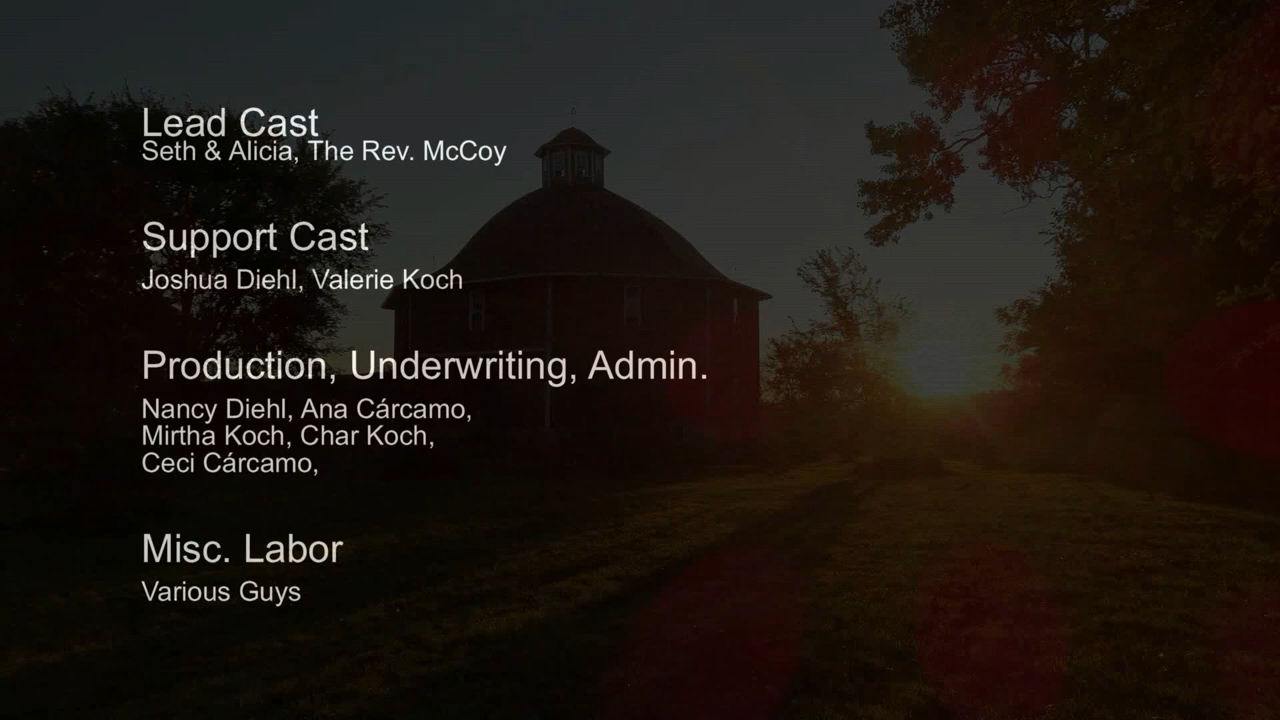 Lead Cast
Seth & Alicia, The Rev. McCoy
Support Cast
Joshua Diehl, Valerie Koch
Production, Underwriting, Admin.
Nancy Diehl, Ana Cárcamo,
Mirtha Koch, Char Koch,
Ceci Cárcamo,
Misc. Labor
Various Guys